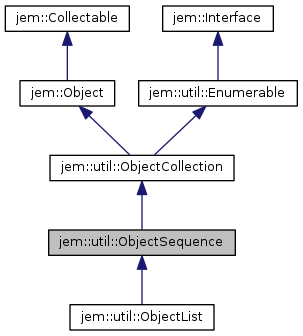 jem::Collectable
jem::Interface
jem::Object
jem::util::Enumerable
jem::util::ObjectCollection
jem::util::ObjectSequence
jem::util::ObjectList